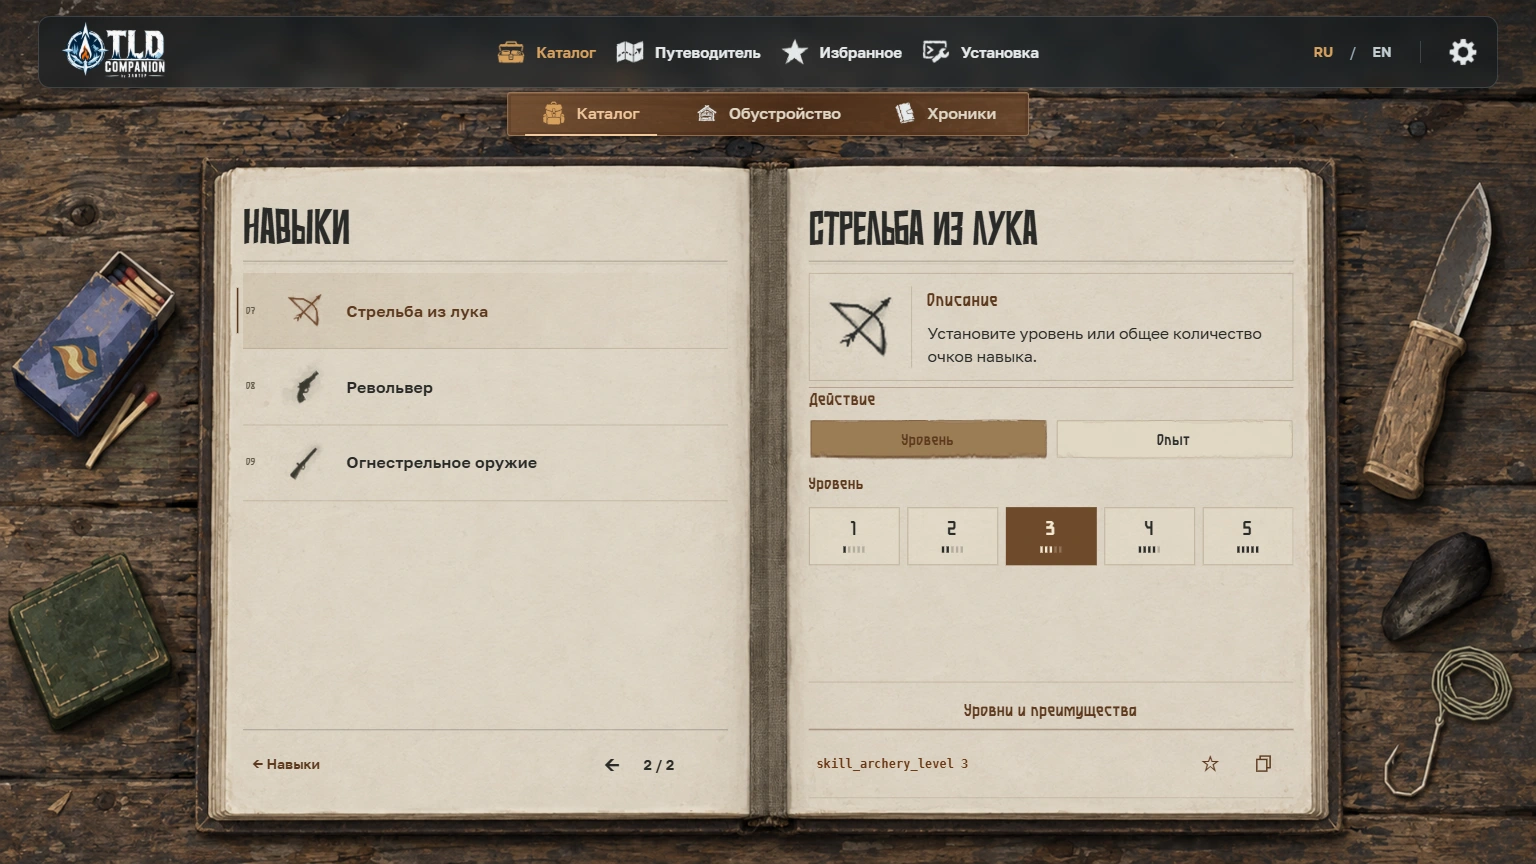 TLD
COMPANION
Каталог
Путеводитель
Избранное
Установка
RU / EN
Каталог
Обустройство
Хроники
НАВЫКИ
07
Стрельба из лука
08
Револьвер
09
Огнестрельное оружие
← Навыки
← 2 / 2
СТРЕЛЬБА ИЗ ЛУКА
Описание
Установите уровень или общее количество
очков навыка.
Действие
Уровень
Опыт
Уровень
1
2
3
4
5
Уровни и преимущества
skill_archery_level 3